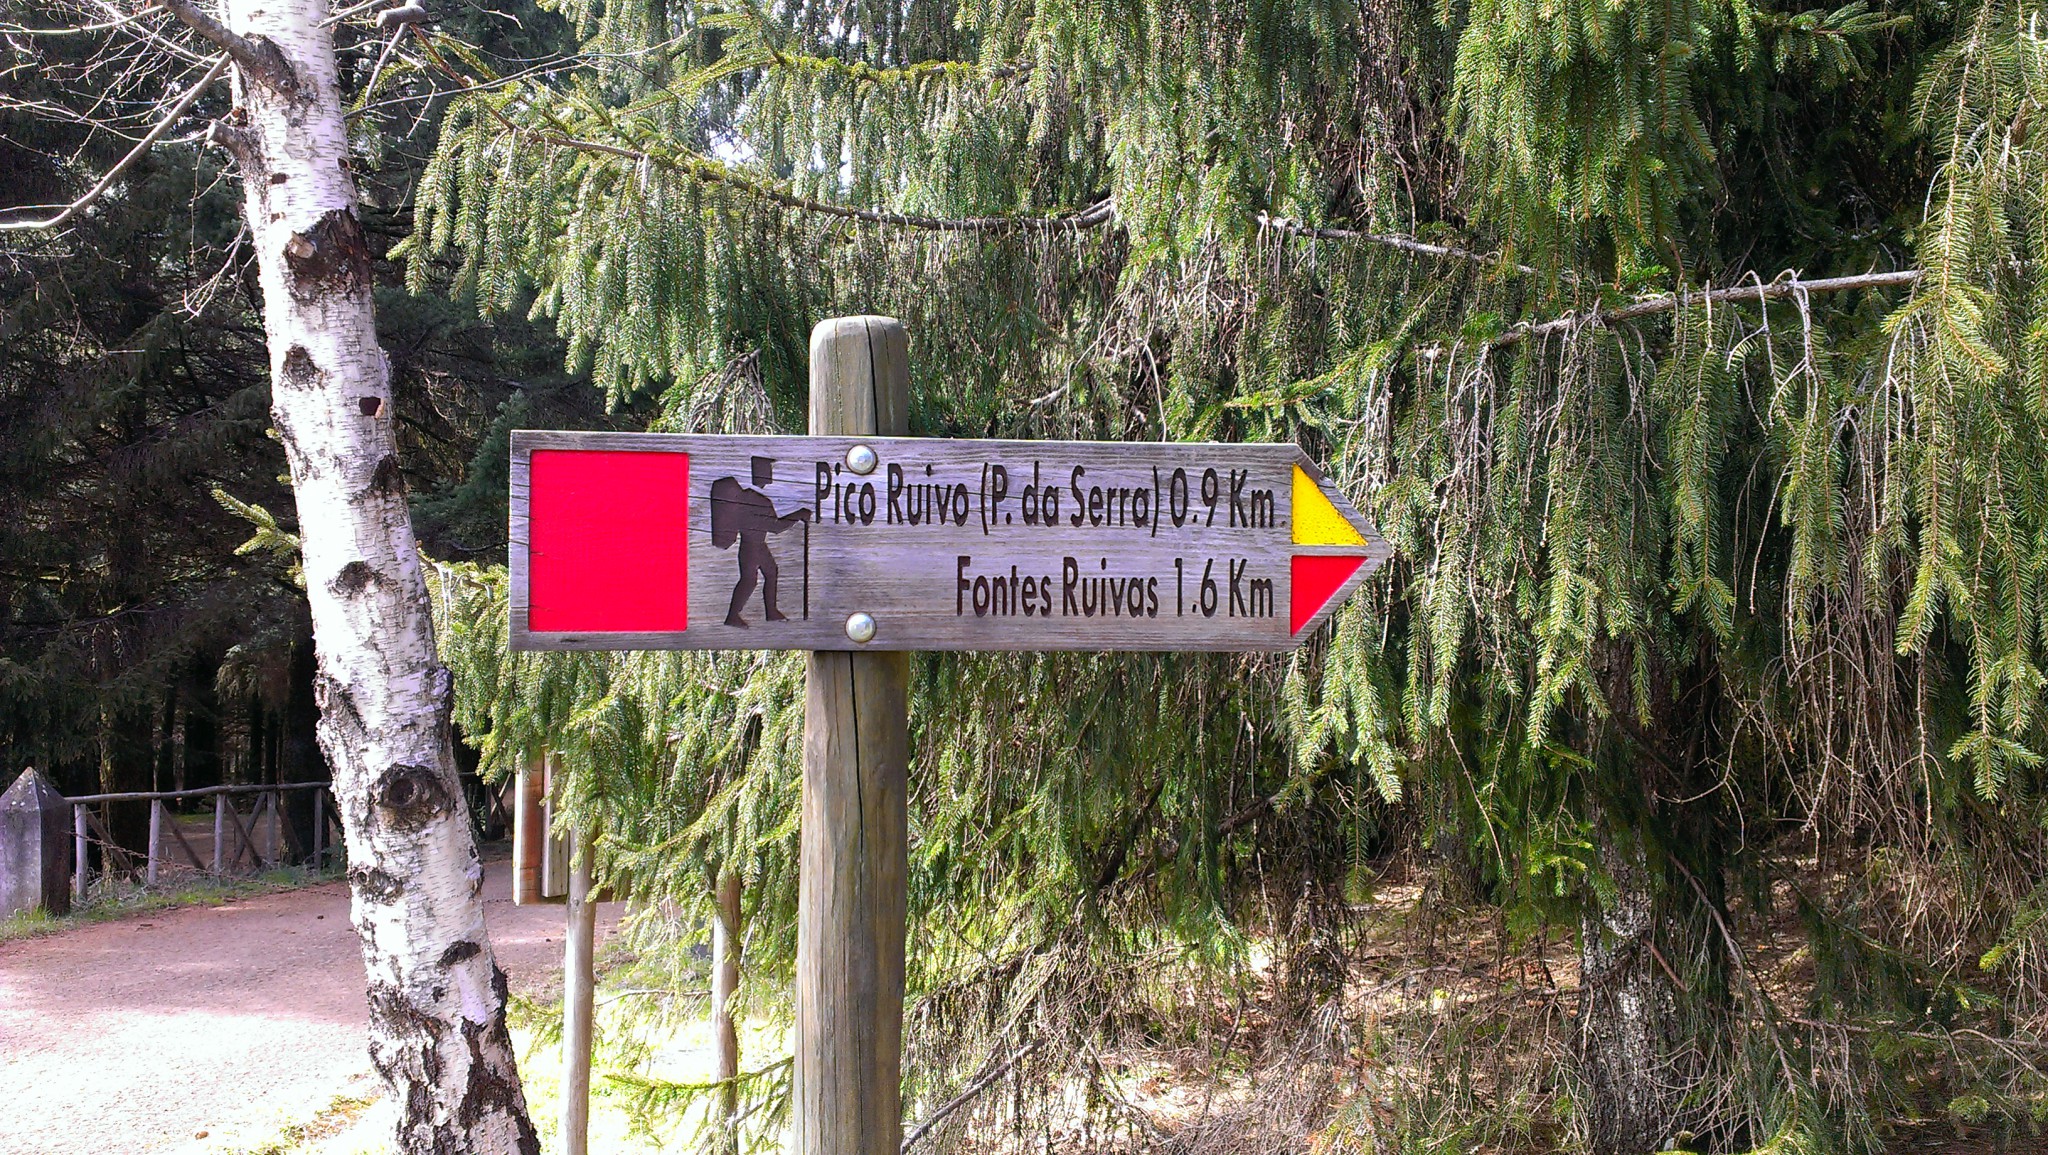 Pico Ruivo (P. da Serra) 0.9 Km
Fontes Ruivas 1.6 Km